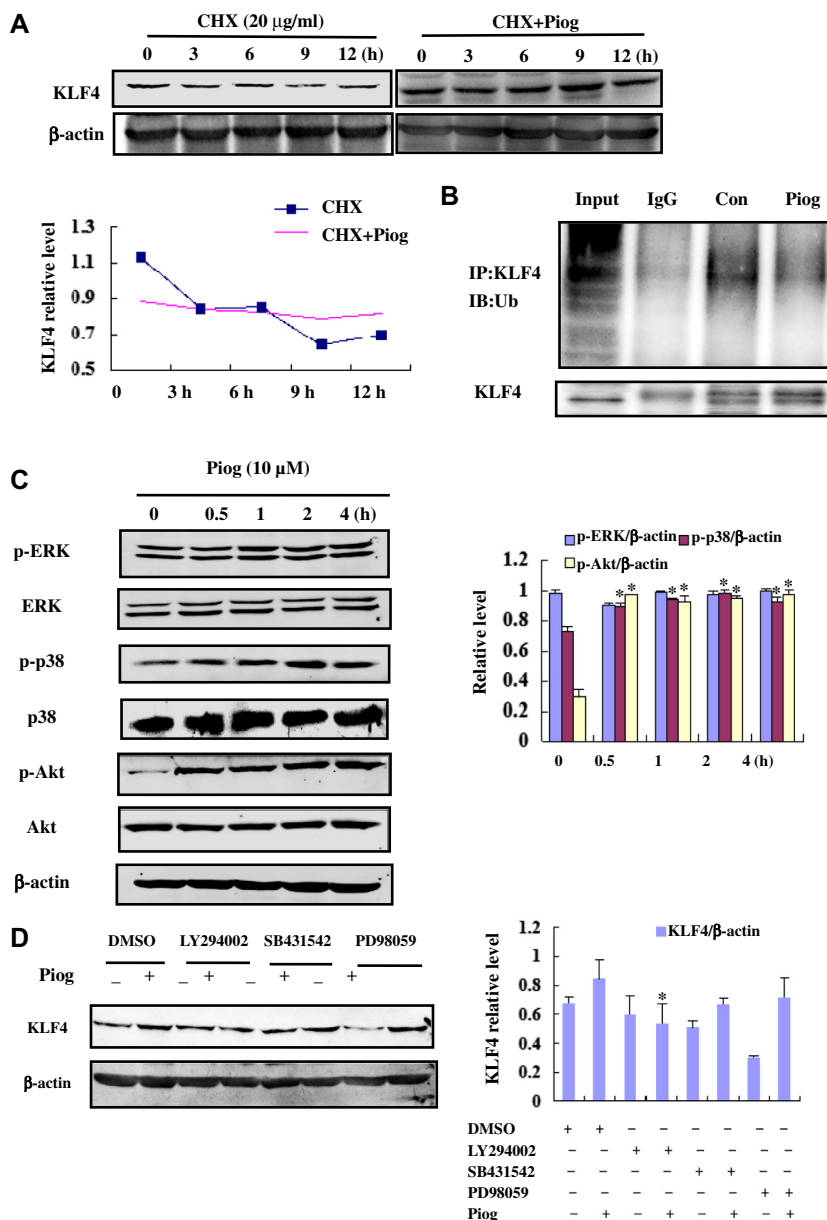 A
CHX (20 μg/ml)
CHX+Piog
0 3 6 9 12 (h)
0 3 6 9 12 (h)
KLF4
β-actin
CHX
CHX+Piog
KLF4 relative level
1.3
1.1
0.9
0.7
0.5
0 3 h 6 h 9 h 12 h
B
Input IgG Con Piog
IP:KLF4
IB:Ub
KLF4
C
Piog (10 μM)
0 0.5 1 2 4 (h)
p-ERK
ERK
p-p38
p38
p-Akt
Akt
β-actin
p-ERK/β-actin p-p38/β-actin
p-Akt/β-actin
Relative level
1.2
1
0.8
0.6
0.4
0.2
0
* * * * * * * *
0 0.5 1 2 4 (h)
D
DMSO LY294002 SB431542 PD98059
Piog – + – + – + – +
KLF4
β-actin
KLF4/β-actin
KLF4 relative level
1.2
1
0.8
0.6
0.4
0.2
0
*
DMSO + + – – – – – –
LY294002 – – + + – – – –
SB431542 – – – – + + – –
PD98059 – – – – – – + +
Piog – + – + – + – +